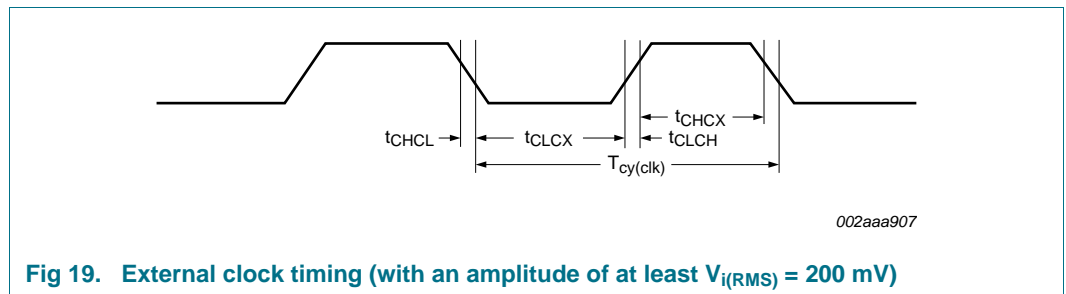 tCHCX
tCHCL
tCLCX
tCLCH
Tcy(clk)
002aaa907
Fig 19. External clock timing (with an amplitude of at least Vi(RMS) = 200 mV)